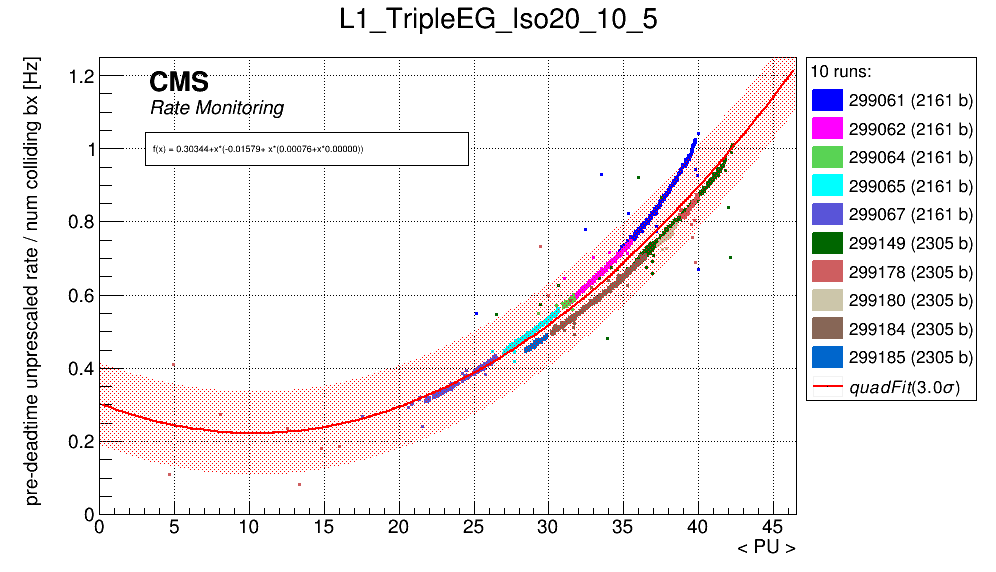 L1_TripleEG_Iso20_10_5
pre-deadtime unprescaled rate / num colliding bx [Hz]
CMS
Rate Monitoring
f(x) = 0.30344+x*(-0.01579+ x*(0.00076+x*0.00000))
1.2
1
0.8
0.6
0.4
0.2
0
0 5 10 15 20 25 30 35 40 45
< PU >
10 runs:
299061 (2161 b)
299062 (2161 b)
299064 (2161 b)
299065 (2161 b)
299067 (2161 b)
299149 (2305 b)
299178 (2305 b)
299180 (2305 b)
299184 (2305 b)
299185 (2305 b)
quadFit(3.0σ)